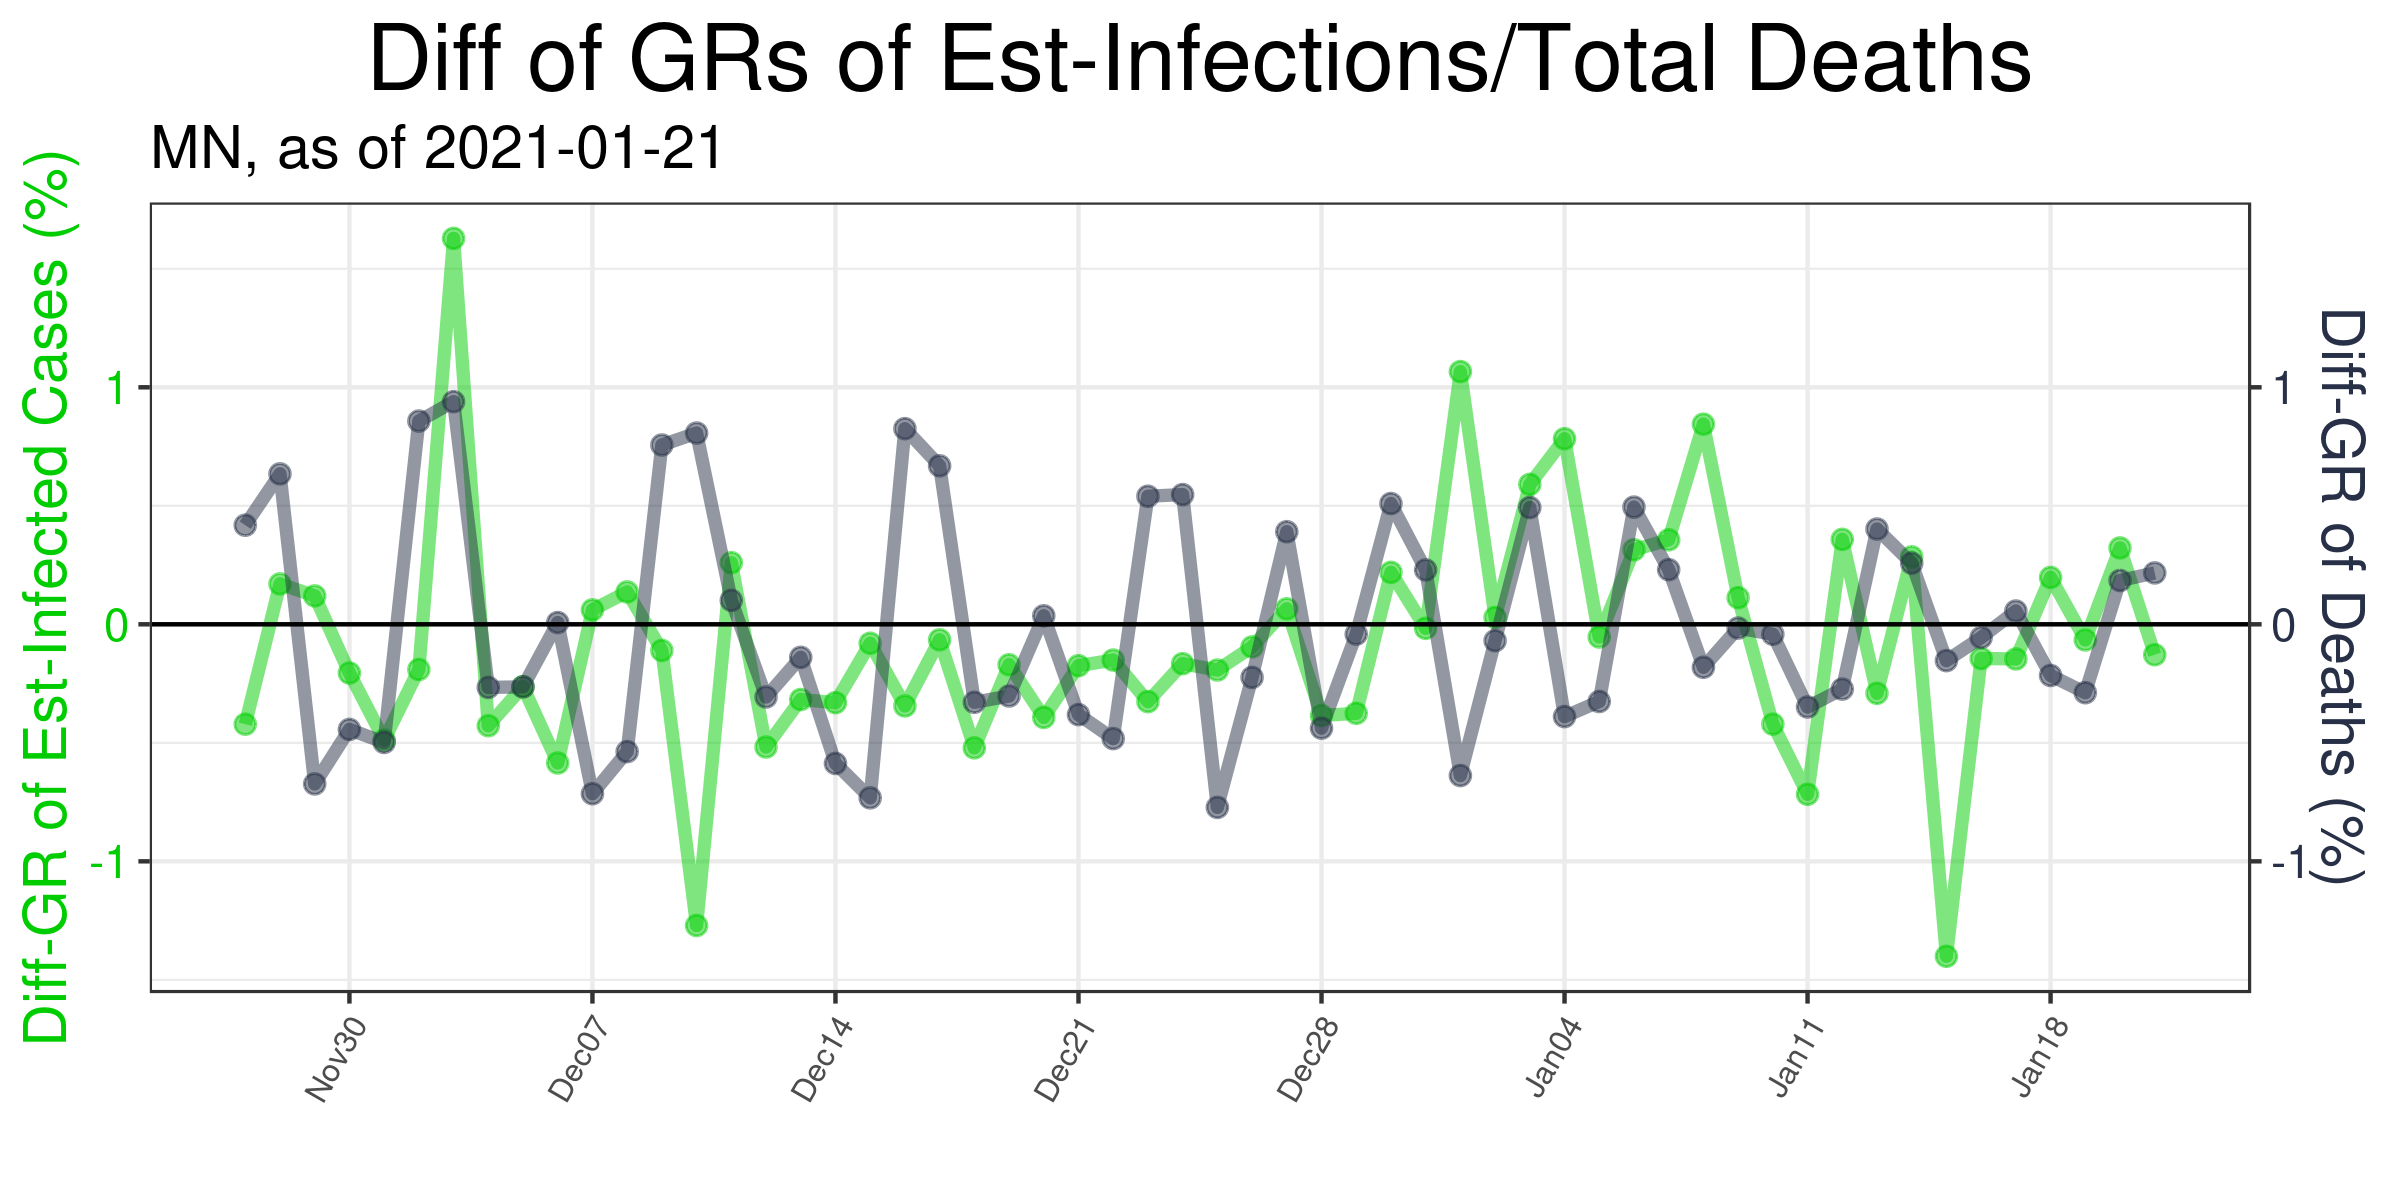 Diff of GRs of Est-Infections/Total Deaths
MN, as of 2021-01-21
Diff-GR of Est-Infected Cases (%)
1
0
-1
1
0
-1
Diff-GR of Deaths (%)
Nov30
Dec07
Dec14
Dec21
Dec28
Jan04
Jan11
Jan18